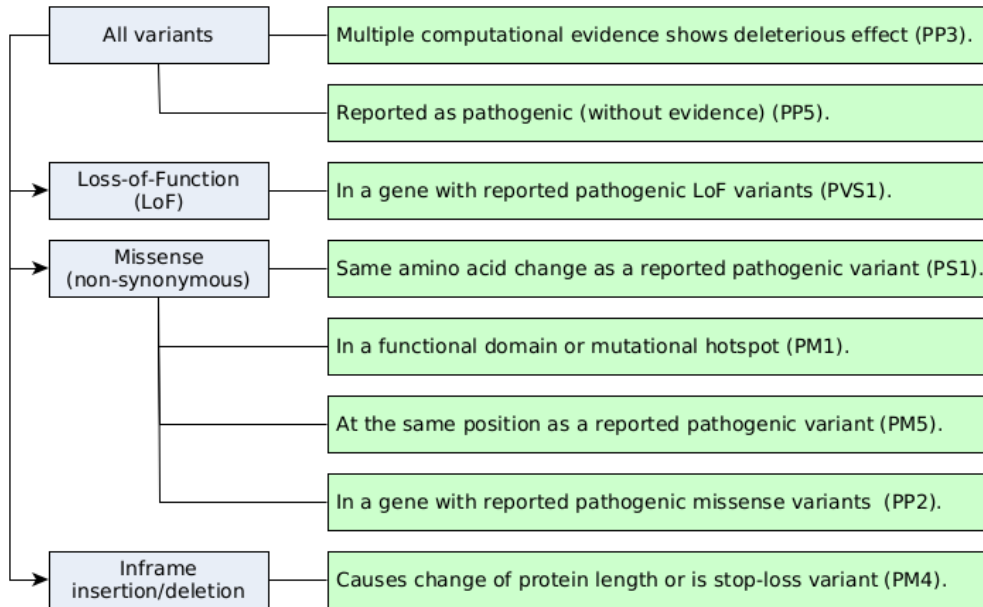 All variants
Multiple computational evidence shows deleterious effect (PP3).
Reported as pathogenic (without evidence) (PP5).
Loss-of-Function
(LoF)
In a gene with reported pathogenic LoF variants (PVS1).
Missense
(non-synonymous)
Same amino acid change as a reported pathogenic variant (PS1).
In a functional domain or mutational hotspot (PM1).
At the same position as a reported pathogenic variant (PM5).
In a gene with reported pathogenic missense variants (PP2).
Inframe
insertion/deletion
Causes change of protein length or is stop-loss variant (PM4).